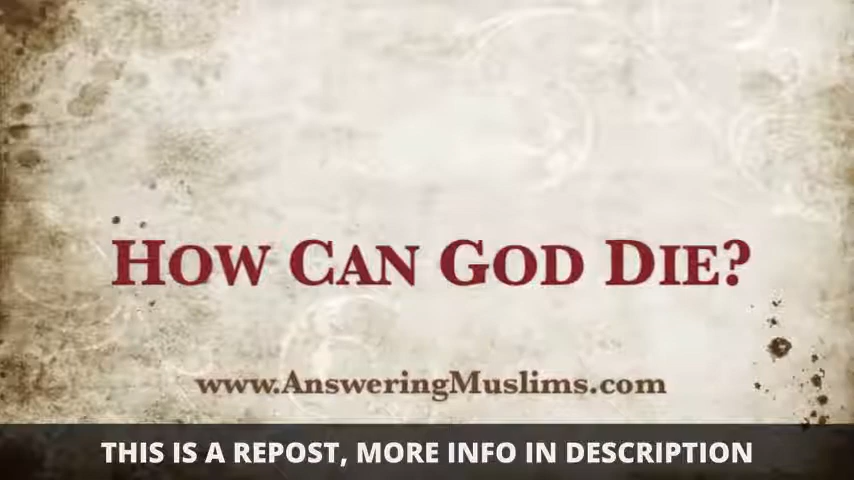 How Can God Die?
www.AnsweringMuslims.com
THIS IS A REPOST, MORE INFO IN DESCRIPTION